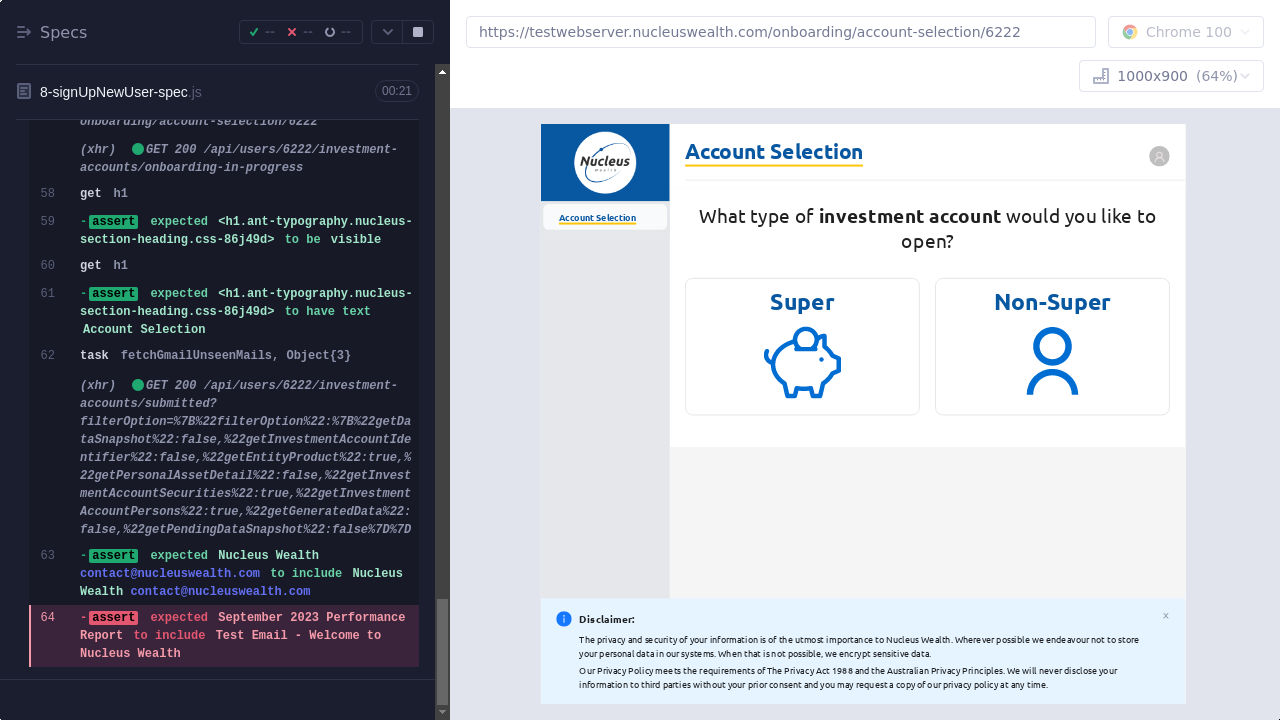 Specs
--
--
--
8-signUpNewUser-spec.js
00:21
onboarding/account-selection/6222
(xhr) GET 200 /api/users/6222/investment-
accounts/onboarding-in-progress
58 get h1
59 -assert expected <h1.ant-typography.nucleus-
section-heading.css-86j49d> to be visible
60 get h1
61 -assert expected <h1.ant-typography.nucleus-
section-heading.css-86j49d> to have text
Account Selection
62 task fetchGmailUnseenMails, Object{3}
(xhr) GET 200 /api/users/6222/investment-
accounts/submitted?
filterOption=%7B%22filterOption%22:%7B%22getDa
taSnapshot%22:false,%22getInvestmentAccountIde
ntifier%22:false,%22getEntityProduct%22:true,%
22getPersonalAssetDetail%22:false,%22getInvest
mentAccountSecurities%22:true,%22getInvestment
AccountPersons%22:true,%22getGeneratedData%22:
false,%22getPendingDataSnapshot%22:false%7D%7D
63 -assert expected Nucleus Wealth
contact@nucleuswealth.com to include Nucleus
Wealth contact@nucleuswealth.com
64 -assert expected September 2023 Performance
Report to include Test Email - Welcome to
Nucleus Wealth
https://testwebserver.nucleuswealth.com/onboarding/account-selection/6222
Chrome 100
1000x900 (64%)
Nucleus
Wealth
Account Selection
Account Selection
What type of investment account would you like to
open?
Super
Non-Super
Disclaimer:
The privacy and security of your information is of the utmost importance to Nucleus Wealth. Wherever possible we endeavour not to store
your personal data in our systems. When that is not possible, we encrypt sensitive data.
Our Privacy Policy meets the requirements of The Privacy Act 1988 and the Australian Privacy Principles. We will never disclose your
information to third parties without your prior consent and you may request a copy of our privacy policy at any time.